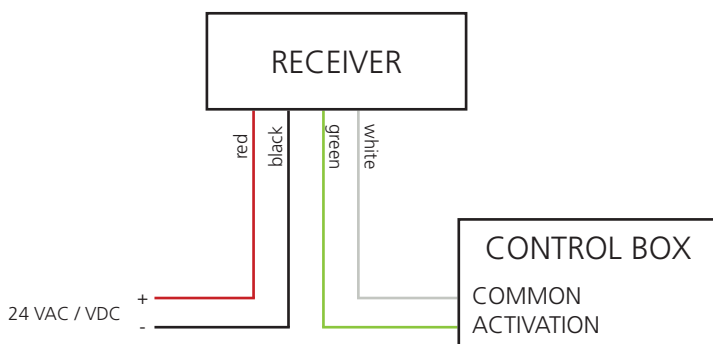 RECEIVER
red
black
green
white
CONTROL BOX
COMMON
ACTIVATION
+
24 VAC / VDC
-